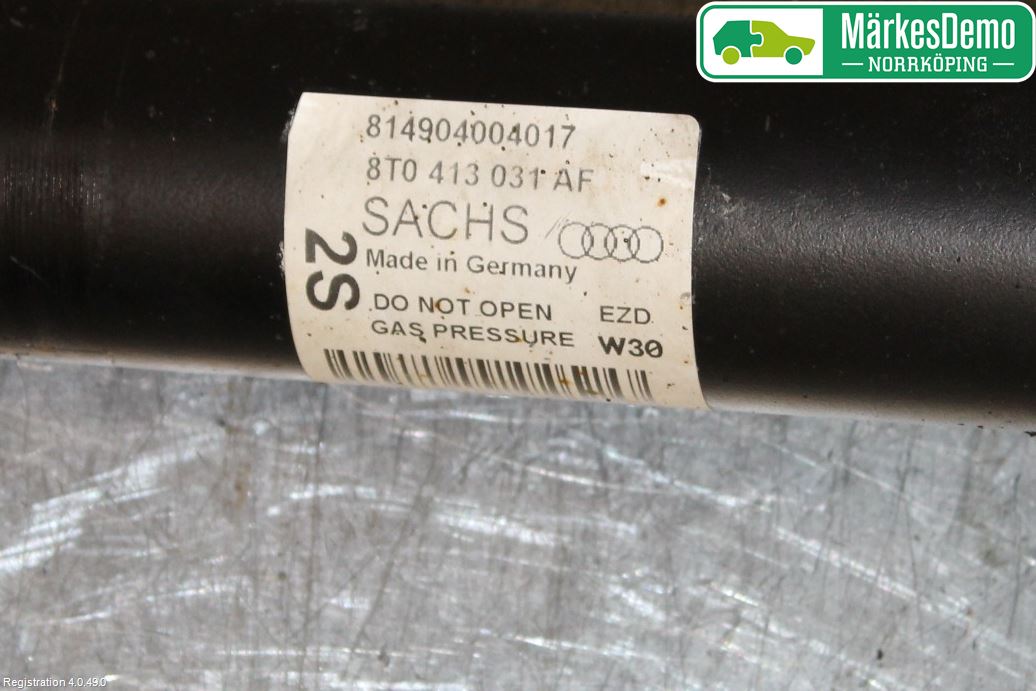 MärkesDemo
NORRKÖPING
814904004017
8T0 413 031 AF
SACHS
Made in Germany
2S
DO NOT OPEN EZD
GAS PRESSURE W30
Registration 4.0.49.0